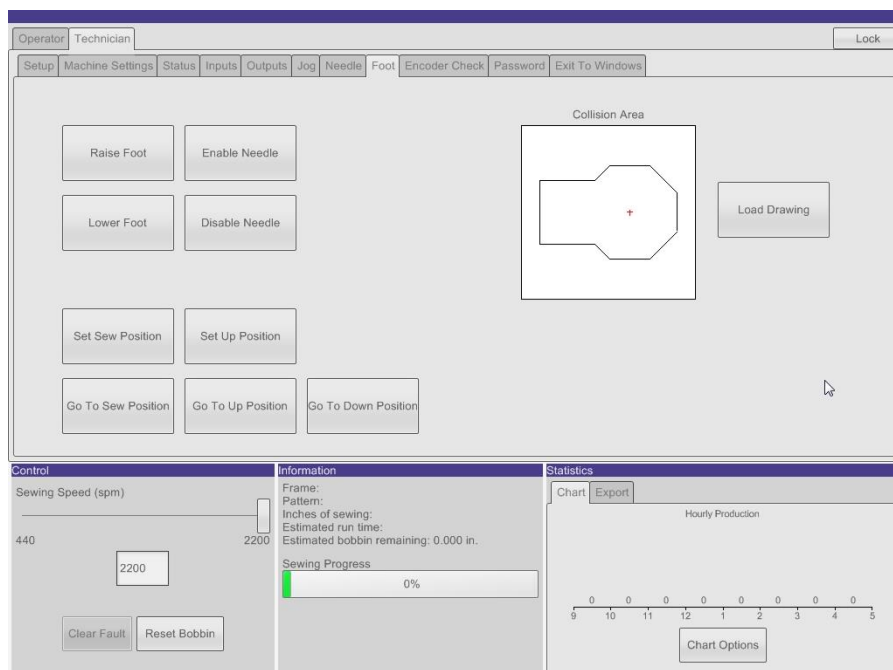 Operator Technician Lock
Setup Machine Settings Status Inputs Outputs Jog Needle Foot Encoder Check Password Exit To Windows
Collision Area
Raise Foot Enable Needle
Load Drawing
Lower Foot Disable Needle
Set Sew Position Set Up Position
Go To Sew Position Go To Up Position Go To Down Position
Control
Sewing Speed (spm)
440 2200
2200
Clear Fault Reset Bobbin
Information
Frame:
Pattern:
Inches of sewing:
Estimated run time:
Estimated bobbin remaining: 0.000 in.
Sewing Progress
0%
Statistics
Chart Export
Hourly Production
0 0 0 0 0 0 0 0
9 10 11 12 1 2 3 4 5
Chart Options